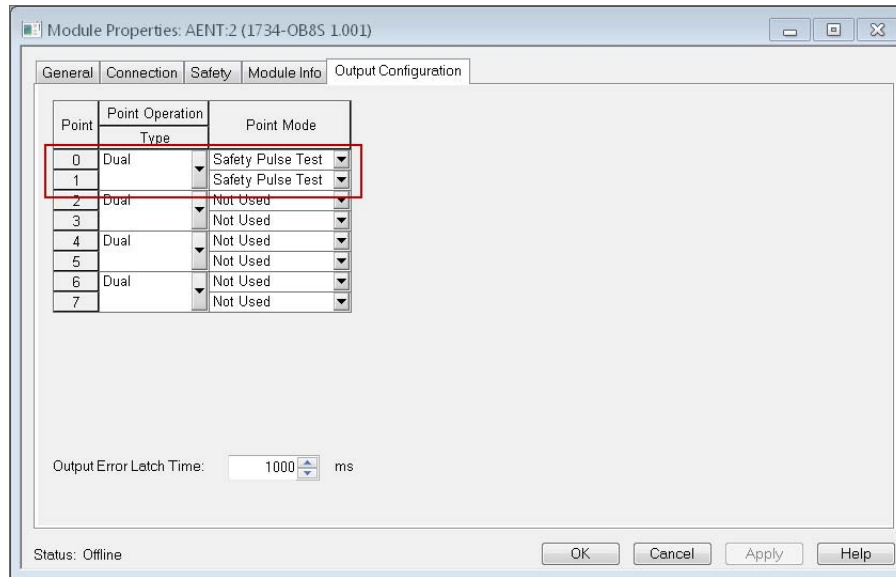 Module Properties: AENT:2 (1734-OB8S 1.001)
General Connection Safety Module Info Output Configuration
Point Point Operation Point Mode
Type
0 Dual Safety Pulse Test
1 Safety Pulse Test
2 Dual Not Used
3 Not Used
4 Dual Not Used
5 Not Used
6 Dual Not Used
7 Not Used
Output Error Latch Time: 1000 ms
Status: Offline OK Cancel Apply Help